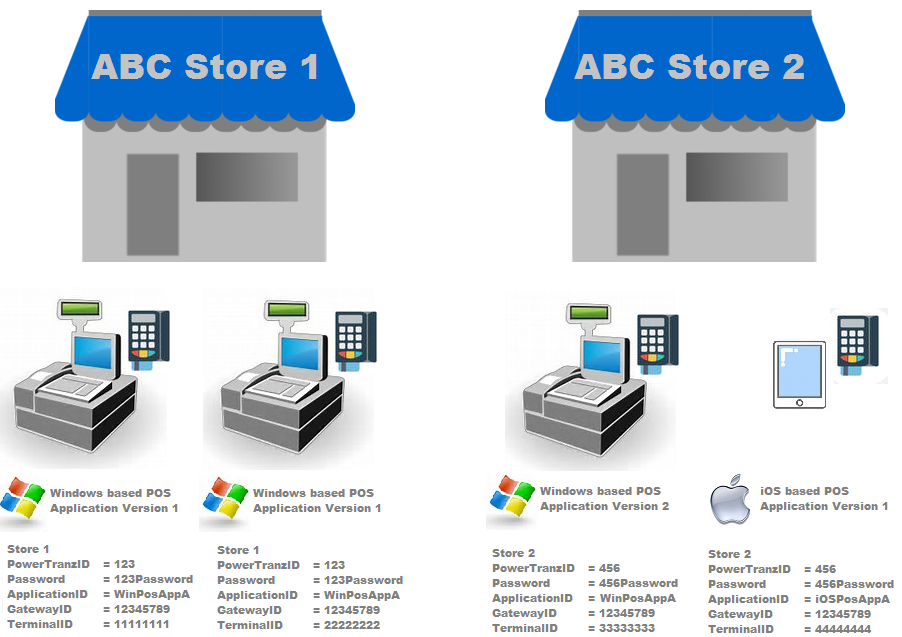 ABC Store 1
ABC Store 2
Windows based POS
Application Version 1
Windows based POS
Application Version 1
Windows based POS
Application Version 2
iOS based POS
Application Version 1
Store 1
PowerTranzID = 123
Password = 123Password
ApplicationID = WinPosAppA
GatewayID = 12345789
TerminalID = 11111111
Store 1
PowerTranzID = 123
Password = 123Password
ApplicationID = WinPosAppA
GatewayID = 12345789
TerminalID = 22222222
Store 2
PowerTranzID = 456
Password = 456Password
ApplicationID = WinPosAppA
GatewayID = 12345789
TerminalID = 33333333
Store 2
PowerTranzID = 456
Password = 456Password
ApplicationID = iOSPosAppA
GatewayID = 12345789
TerminalID = 44444444